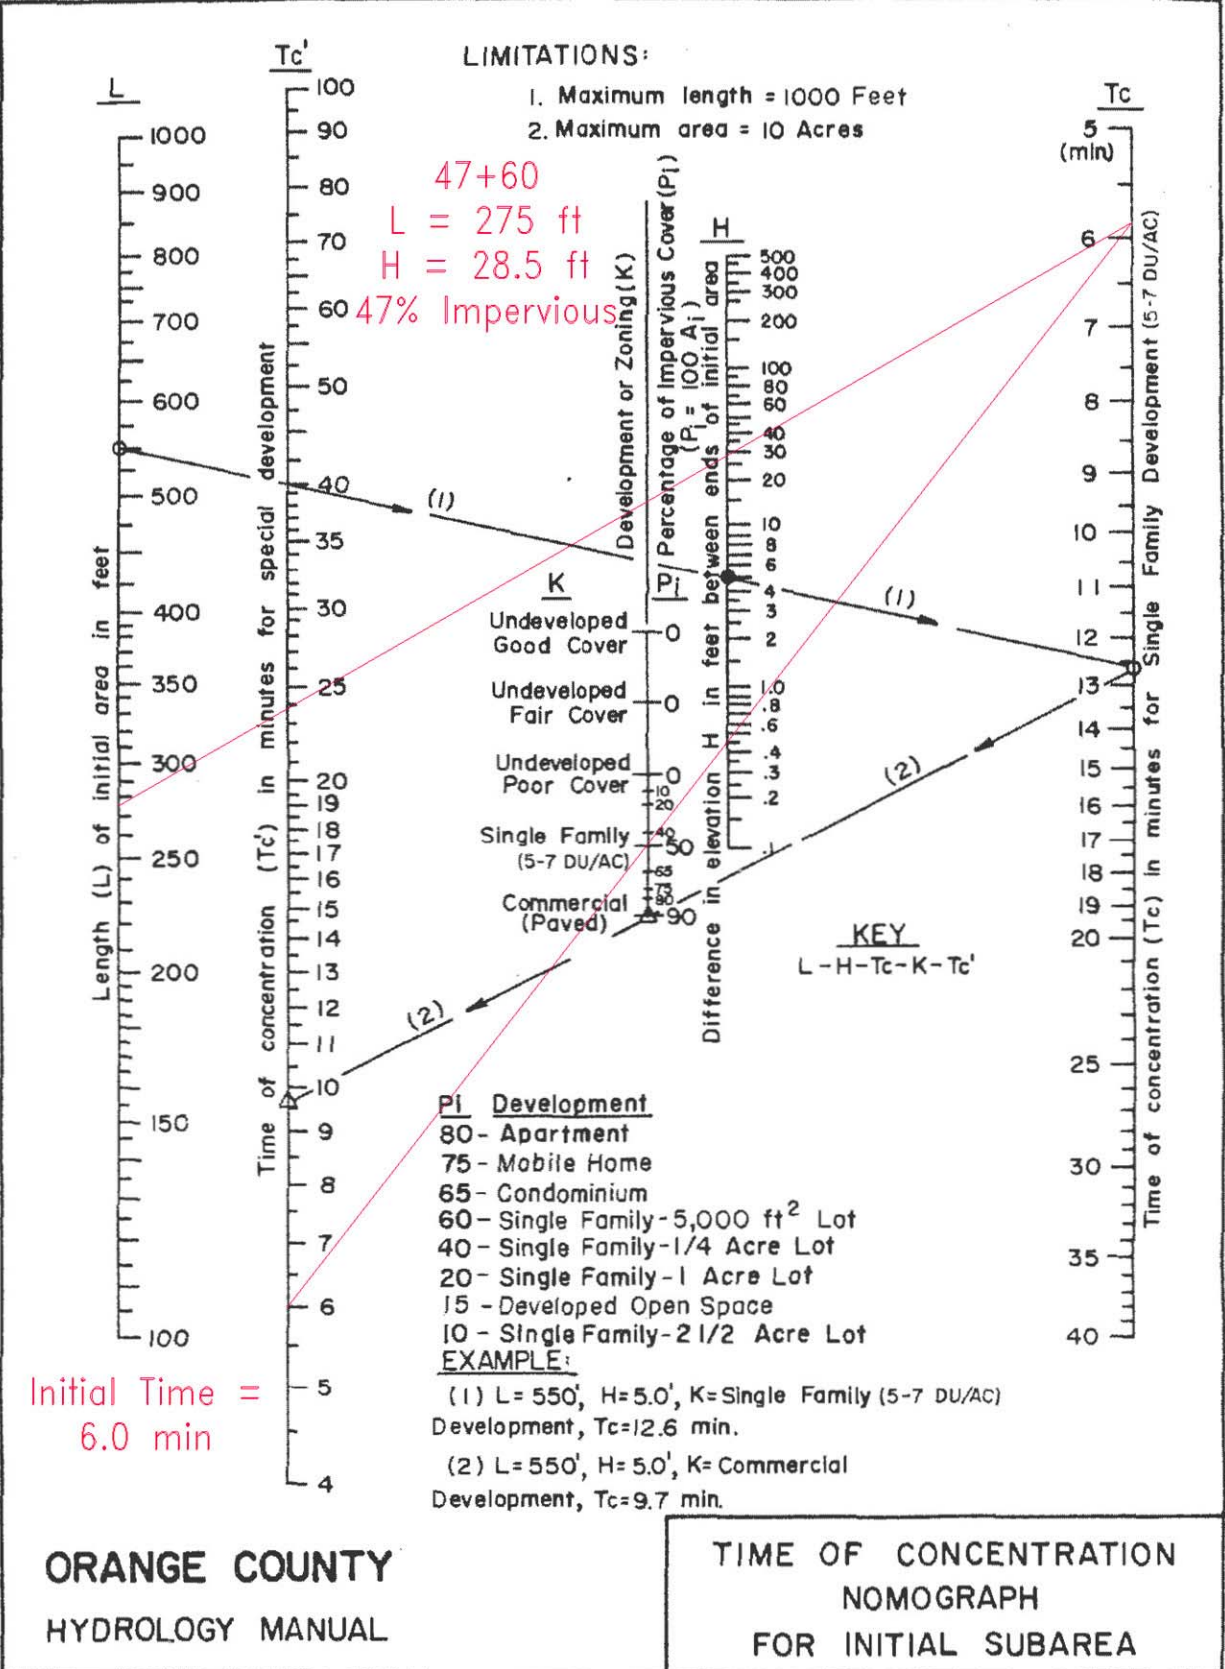 LIMITATIONS:
1. Maximum length = 1000 Feet
2. Maximum area = 10 Acres
L
1000
900
800
700
600
500
400
350
300
250
200
150
100
Length (L) of initial area in feet
Tc'
100
90
80
70
60
50
40
35
30
25
20
19
18
17
16
15
14
13
12
11
10
9
8
7
6
5
4
Time of concentration (Tc') in minutes for special development
47+60
L = 275 ft
H = 28.5 ft
47% Impervious
Development or Zoning (K)
Percentage of Impervious Cover (Pi)
(Pi = 100 Ai)
K
Pi
Undeveloped
Good Cover
0
Undeveloped
Fair Cover
0
Undeveloped
Poor Cover
0
10
20
Single Family
(5-7 DU/AC)
40
50
65
75
80
Commercial
(Paved)
90
H
500
400
300
200
100
80
60
40
30
20
10
8
6
4
3
2
1.0
.8
.6
.4
.3
.2
.1
Difference in elevation H in feet between ends of initial area
Tc
5
(min)
6
7
8
9
10
11
12
13
14
15
16
17
18
19
20
25
30
35
40
Time of concentration (Tc) in minutes for Single Family Development (5-7 DU/AC)
(1)
(1)
(2)
(2)
KEY
L-H-Tc-K-Tc'
Pi Development
80- Apartment
75- Mobile Home
65- Condominium
60- Single Family-5,000 ft² Lot
40- Single Family-1/4 Acre Lot
20- Single Family-1 Acre Lot
15 -Developed Open Space
10 - Single Family-2 1/2 Acre Lot
EXAMPLE:
(1) L=550', H=5.0', K=Single Family (5-7 DU/AC)
Development, Tc=12.6 min.
(2) L=550', H=5.0', K= Commercial
Development, Tc=9.7 min.
Initial Time =
6.0 min
ORANGE COUNTY
HYDROLOGY MANUAL
TIME OF CONCENTRATION
NOMOGRAPH
FOR INITIAL SUBAREA